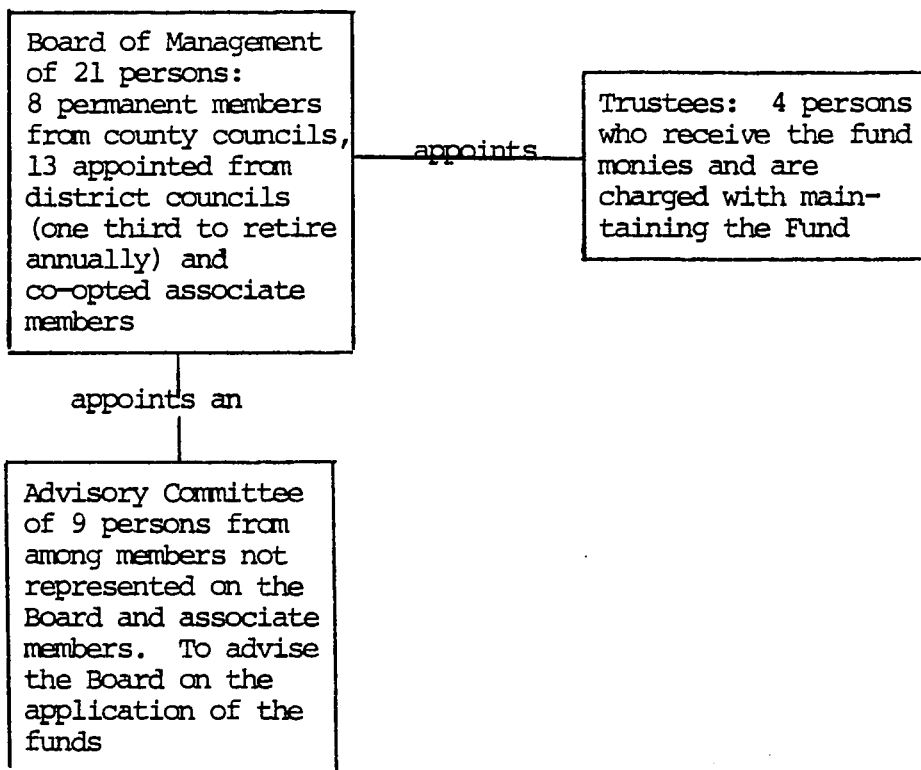 Board of Management
of 21 persons:
8 permanent members
from county councils,
13 appointed from
district councils
(one third to retire
annually) and
co-opted associate
members
appoints
Trustees: 4 persons
who receive the fund
monies and are
charged with main-
taining the Fund
appoints an
Advisory Committee
of 9 persons from
among members not
represented on the
Board and associate
members. To advise
the Board on the
application of the
funds